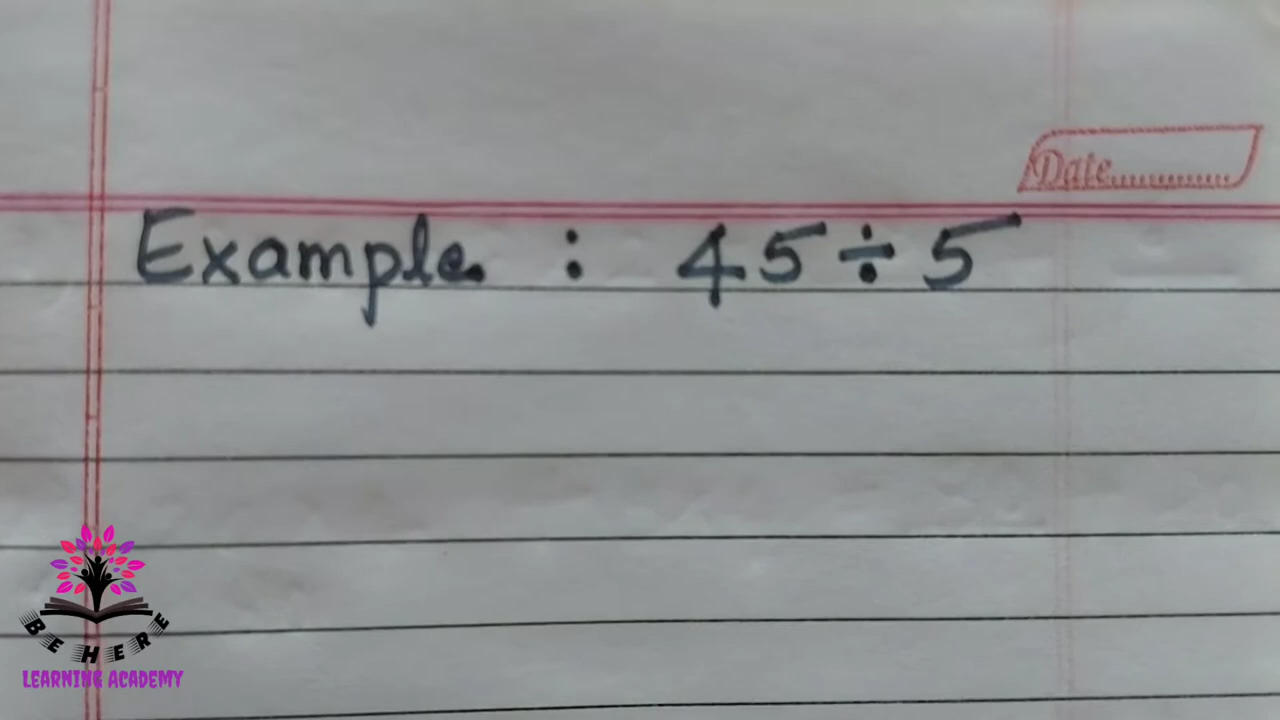 Date..............
Example : 45÷5
BE HERE
LEARNING ACADEMY